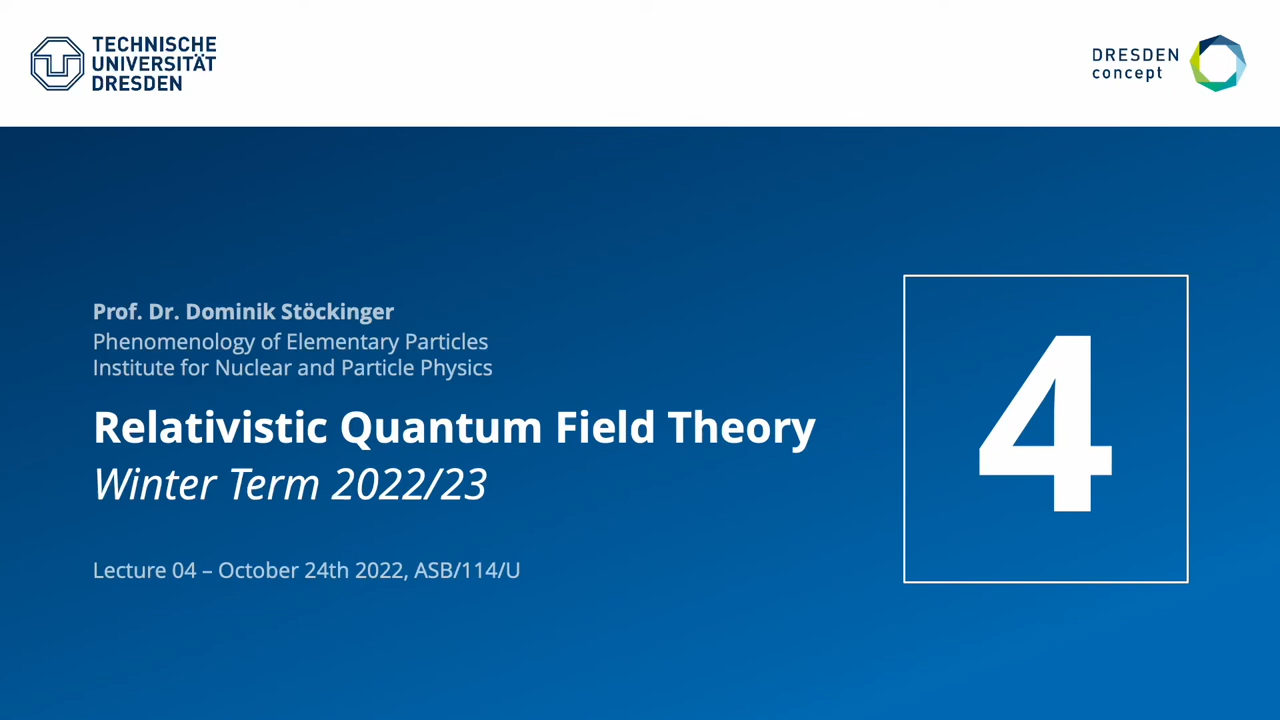 TECHNISCHE
UNIVERSITÄT
DRESDEN
DRESDEN
concept
Prof. Dr. Dominik Stöckinger
Phenomenology of Elementary Particles
Institute for Nuclear and Particle Physics
Relativistic Quantum Field Theory
Winter Term 2022/23
Lecture 04 – October 24th 2022, ASB/114/U
4